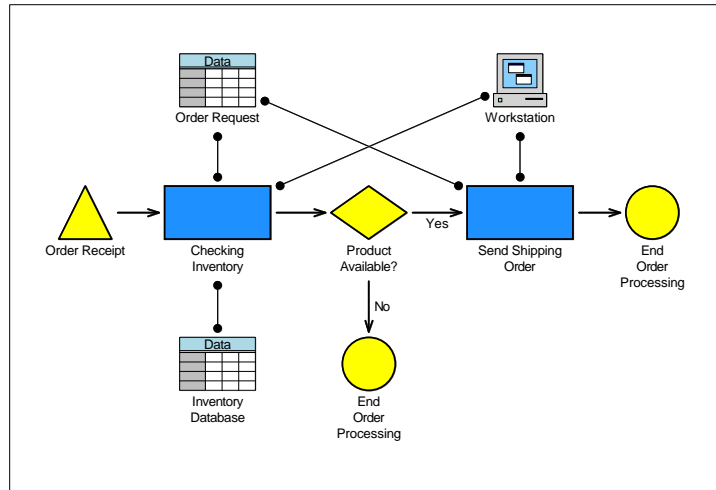 Data
Order Request
Workstation
Order Receipt
Checking
Inventory
Product
Available?
Yes
Send Shipping
Order
End
Order
Processing
No
Data
Inventory
Database
End
Order
Processing